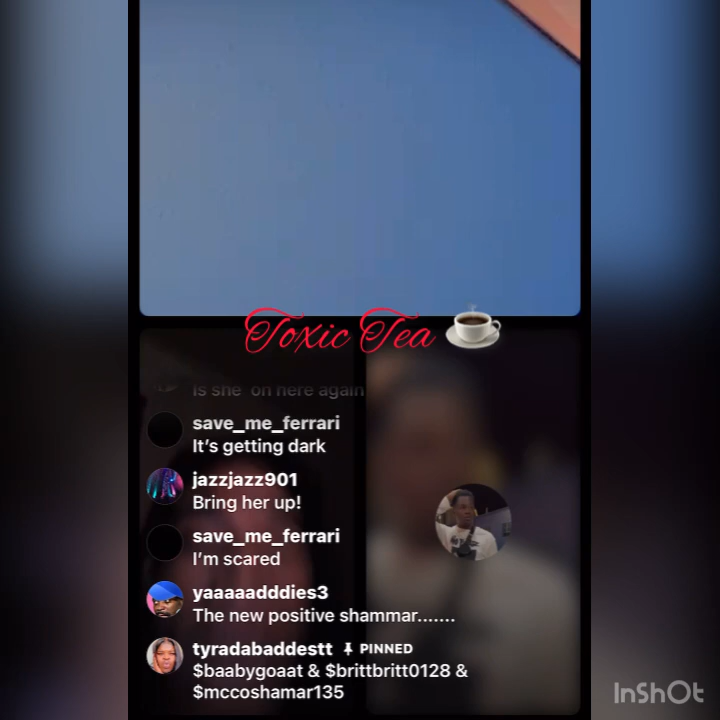 Toxic Tea
Is she on here again
save_me_ferrari
It's getting dark
jazzjazz901
Bring her up!
save_me_ferrari
I'm scared
yaaaaadddies3
The new positive shammar.......
tyradabaddestt PINNED
$baabygoaat & $brittbritt0128 &
$mccoshamar135
InShOt